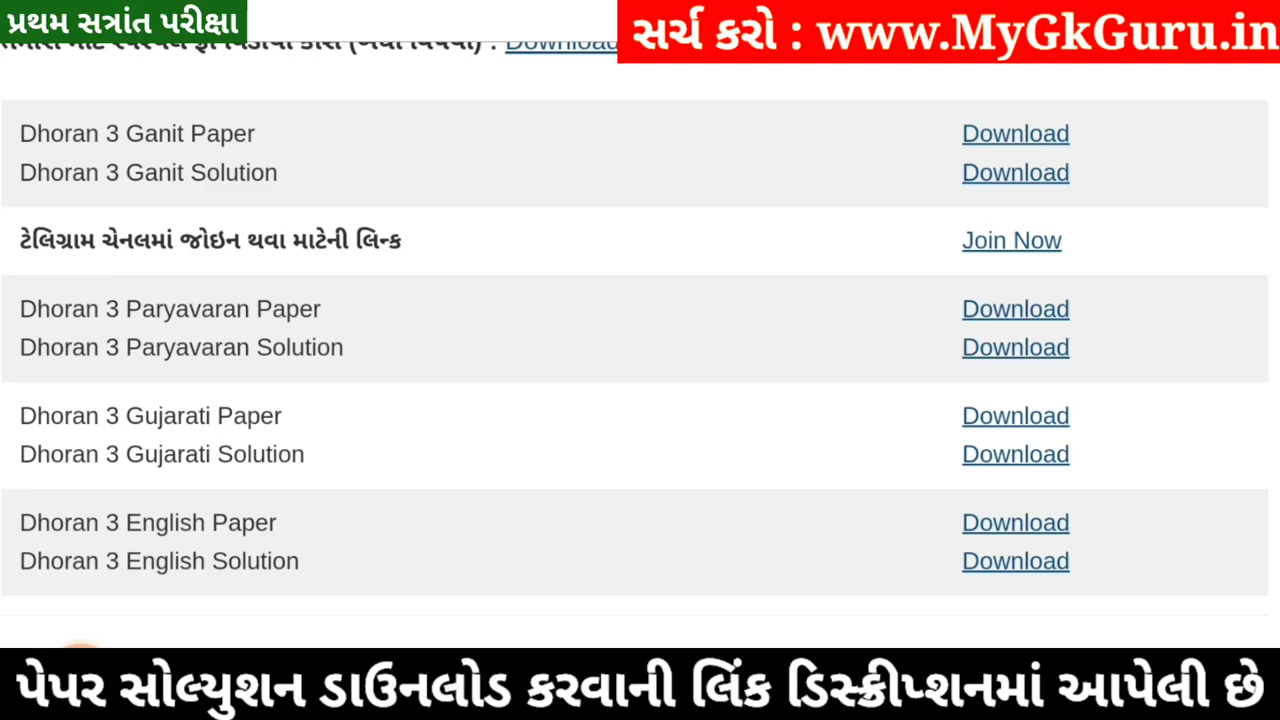 પ્રથમ સત્રાંત પરીક્ષા
સર્ચ કરો : www.MyGkGuru.in
(બધા વિષયો) : Download
Dhoran 3 Ganit Paper Download
Dhoran 3 Ganit Solution Download
ટેલિગ્રામ ચેનલમાં જોઇન થવા માટેની લિન્ક Join Now
Dhoran 3 Paryavaran Paper Download
Dhoran 3 Paryavaran Solution Download
Dhoran 3 Gujarati Paper Download
Dhoran 3 Gujarati Solution Download
Dhoran 3 English Paper Download
Dhoran 3 English Solution Download
પેપર સોલ્યુશન ડાઉનલોડ કરવાની લિંક ડિસ્ક્રીપ્શનમાં આપેલી છે